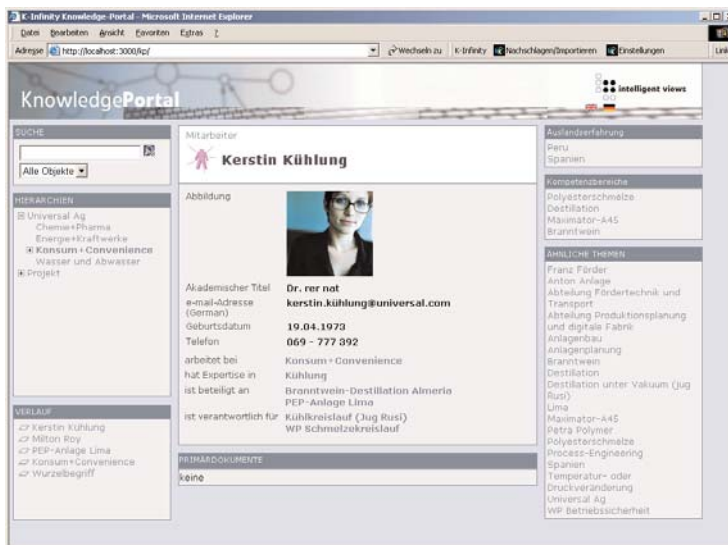 K-Infinity Knowledge-Portal - Microsoft Internet Explorer
Datei Bearbeiten Ansicht Favoriten Extras ?
Adresse http://localhost:3000/kp/ Wechseln zu K-Infinity Nachschlagen/Importieren Einstellungen
KnowledgePortal
intelligent views
SUCHE
Alle Objekte
HIERARCHIEN
Universal Ag
Chemie+Pharma
Energie+Kraftwerke
Konsum+Convenience
Wasser und Abwasser
Projekt
VERLAUF
Kerstin Kühlung
Milton Roy
PEP-Anlage Lima
Konsum+Convenience
Wurzelbegriff
Mitarbeiter
Kerstin Kühlung
Abbildung
Akademischer Titel Dr. rer nat
e-mail-Adresse kerstin.kühlung@universal.com
(German)
Geburtsdatum 19.04.1973
Telefon 069 - 777 392
arbeitet bei Konsum+Convenience
hat Expertise in Kühlung
ist beteiligt an Branntwein-Destillation Almeria
PEP-Anlage Lima
ist verantwortlich für Kühlkreislauf (Jug Rusi)
WP Schmelzekreislauf
PRIMÄRDOKUMENTE
keine
Auslandserfahrung
Peru
Spanien
Kompetenzbereiche
Polyesterschmelze
Destillation
Maximator-A45
Branntwein
ÄHNLICHE THEMEN
Franz Förder
Anton Anlage
Abteilung Fördertechnik und
Transport
Abteilung Produktionsplanung
und digitale Fabrik
Anlagenbau
Anlagenplanung
Branntwein
Destillation
Destillation unter Vakuum (jug
Rusi)
Lima
Maximator-A45
Petra Polymer
Polyesterschmelze
Process-Engineering
Spanien
Temperatur- oder
Druckveränderung
Universal Ag
WP Betriebssicherheit